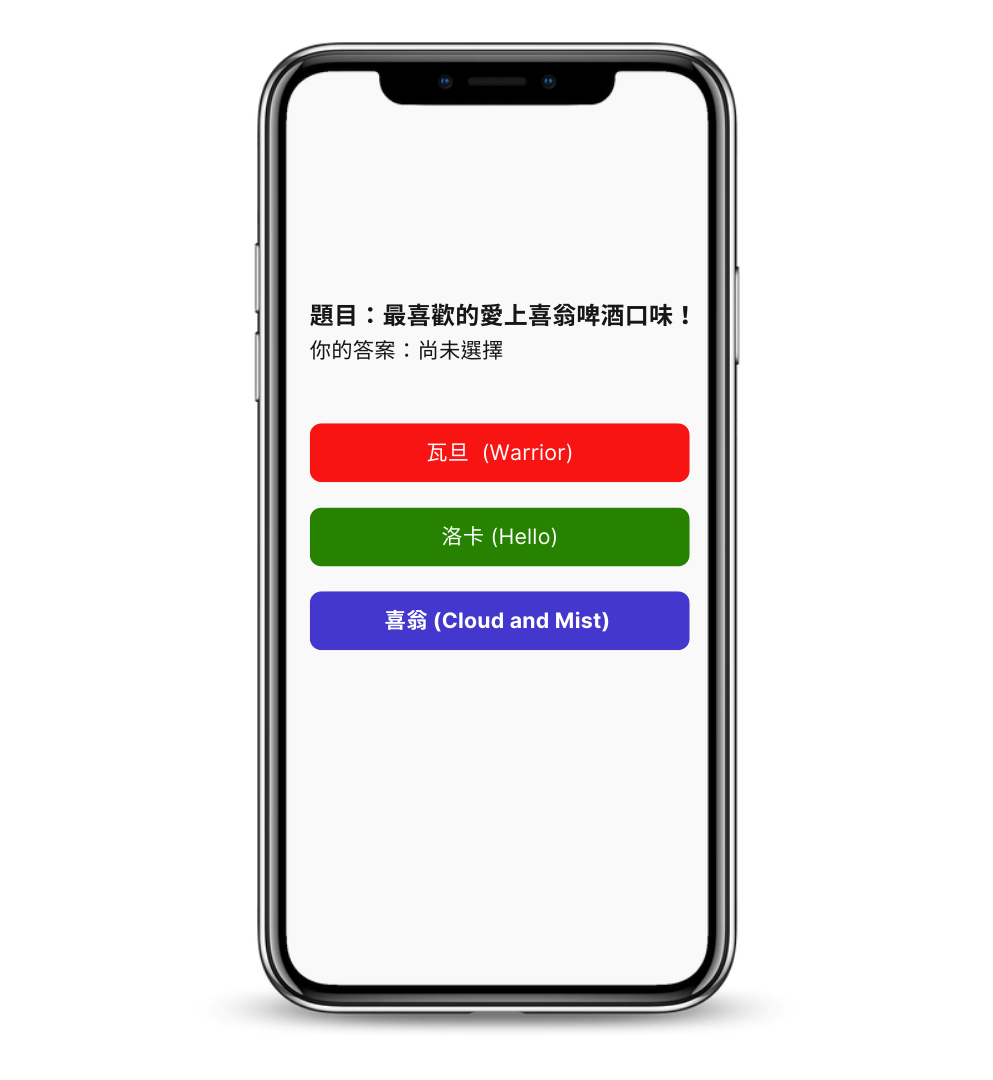 題目：最喜歡的愛上喜翁啤酒口味！
你的答案：尚未選擇
瓦旦 (Warrior)
洛卡 (Hello)
喜翁 (Cloud and Mist)